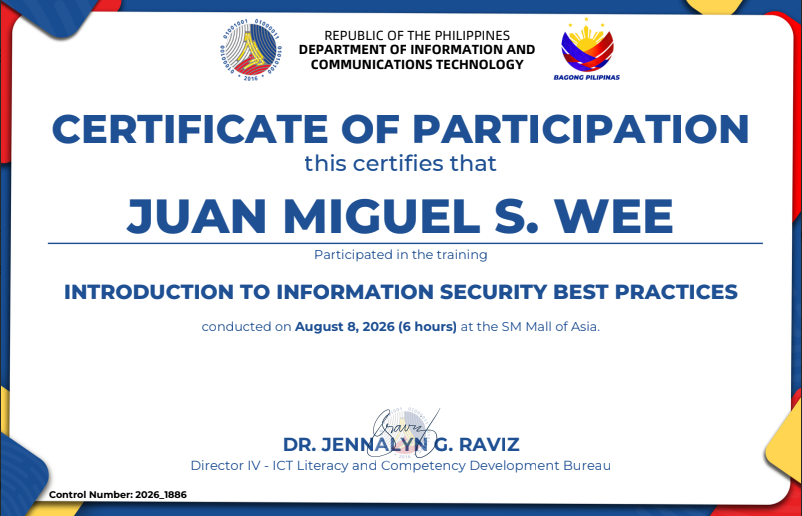 REPUBLIC OF THE PHILIPPINES
DEPARTMENT OF INFORMATION AND
COMMUNICATIONS TECHNOLOGY
BAGONG PILIPINAS
CERTIFICATE OF PARTICIPATION
this certifies that
JUAN MIGUEL S. WEE
Participated in the training
INTRODUCTION TO INFORMATION SECURITY BEST PRACTICES
conducted on August 8, 2026 (6 hours) at the SM Mall of Asia.
DR. JENNALYN G. RAVIZ
Director IV - ICT Literacy and Competency Development Bureau
Control Number: 2026_1886